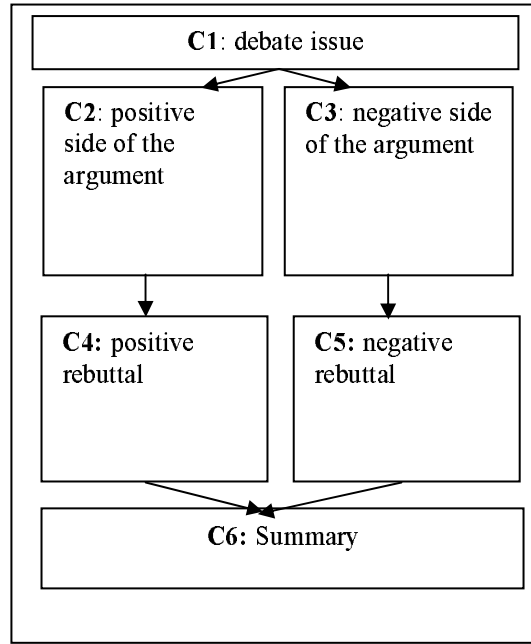 C1: debate issue
C2: positive
side of the
argument
C3: negative side
of the argument
C4: positive
rebuttal
C5: negative
rebuttal
C6: Summary